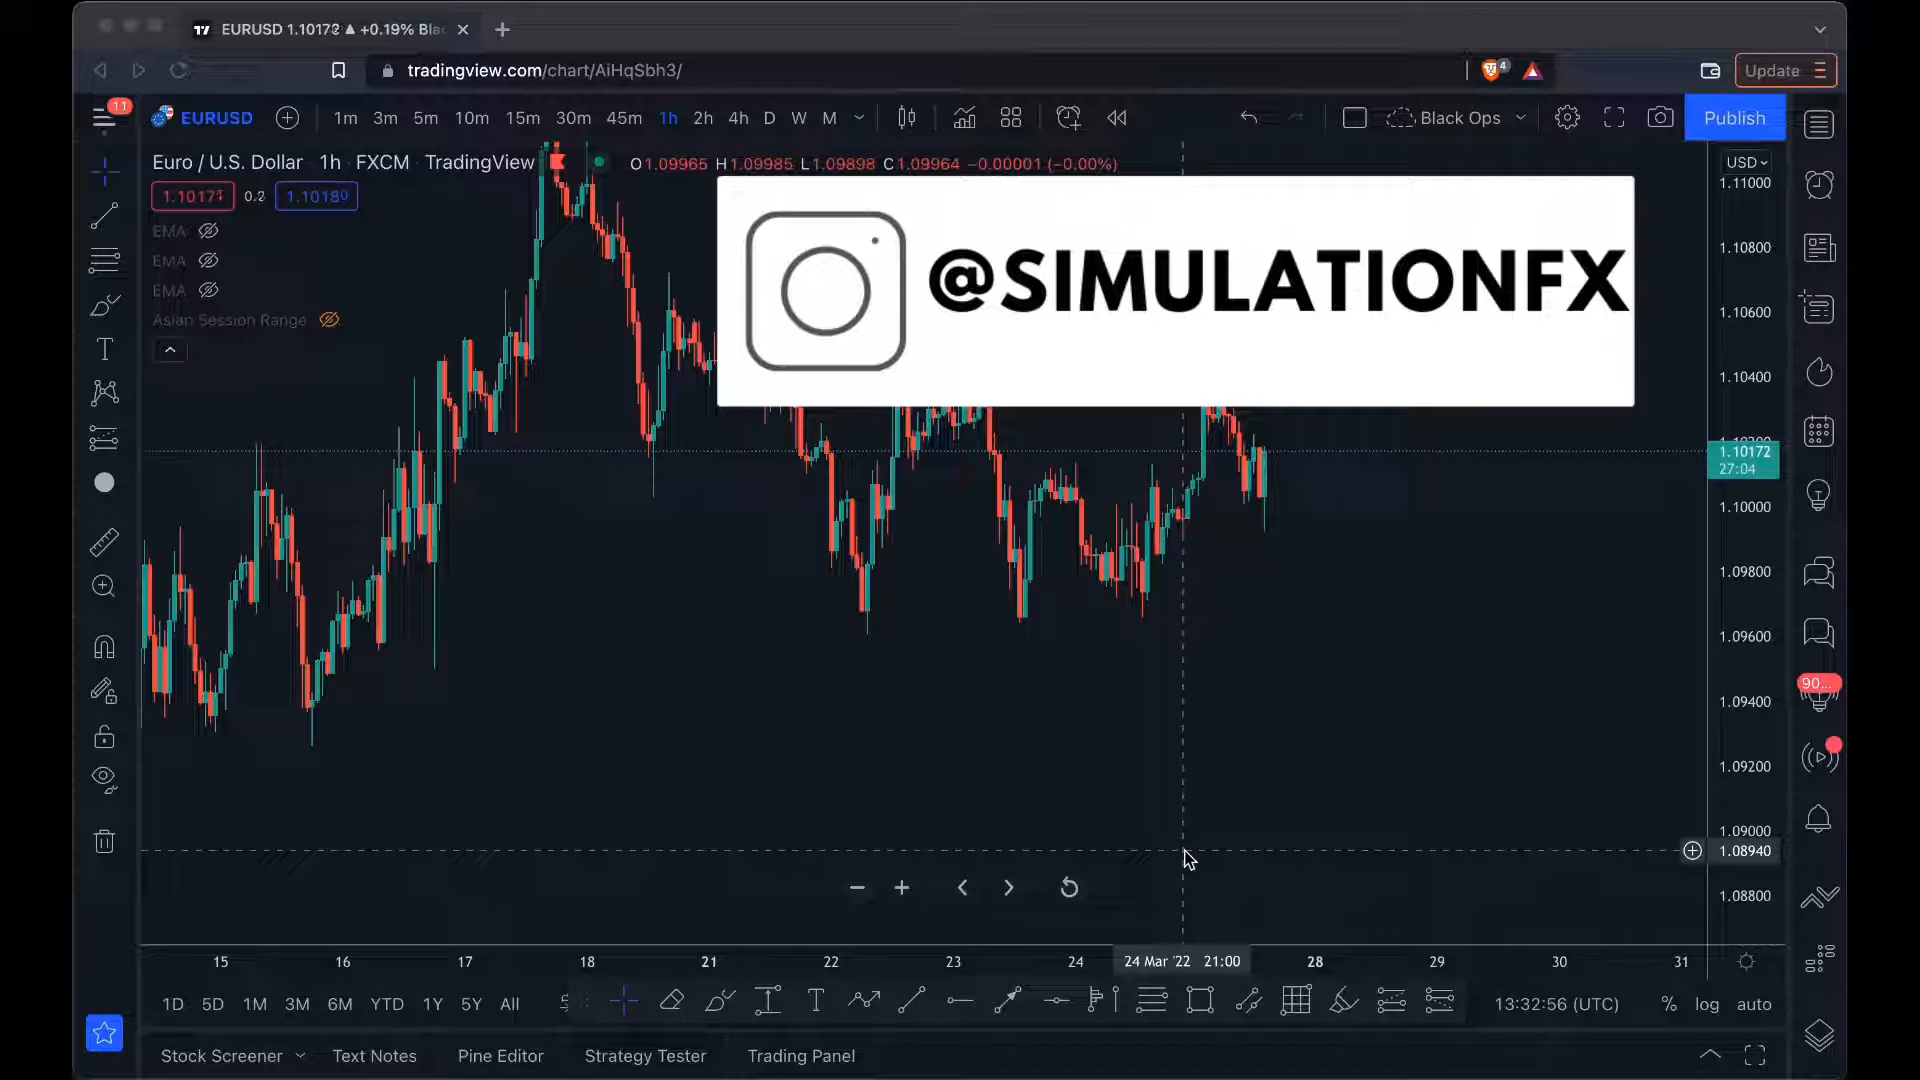 EURUSD 1.10172 ▲ +0.19% Bla
tradingview.com/chart/AiHqSbh3/
4
Update
11
EURUSD 1m 3m 5m 10m 15m 30m 45m 1h 2h 4h D W M Black Ops Publish
Euro / U.S. Dollar 1h · FXCM · TradingView O1.09965 H1.09985 L1.09898 C1.09964 −0.00001 (−0.00%)
USD
1.11000
0.2
1.10180
EMA
EMA
EMA
Asian Session Range
@SIMULATIONFX
1.10800
1.10600
1.10400
1.10172
27:04
1.10000
1.09800
1.09600
1.09400
1.09200
1.09000
1.08940
1.08800
90...
15 16 17 18 21 22 23 24 24 Mar '22 21:00 28 29 30 31
1D 5D 1M 3M 6M YTD 1Y 5Y All
13:32:56 (UTC) % log auto
Stock Screener Text Notes Pine Editor Strategy Tester Trading Panel